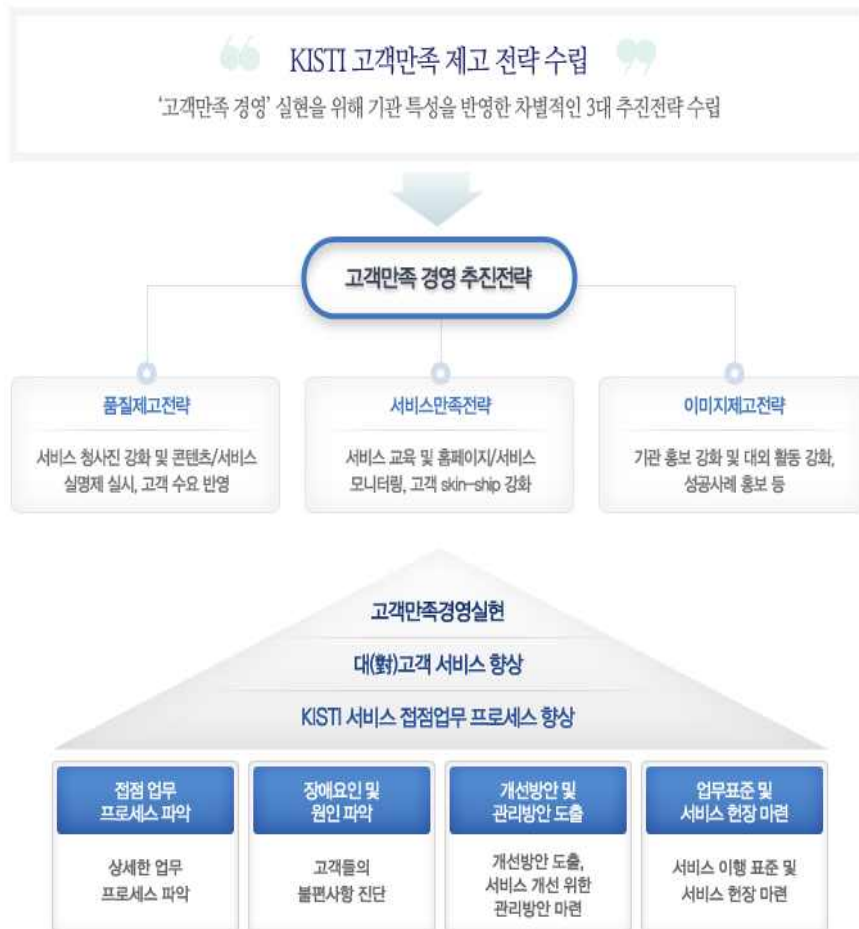 KISTI 고객만족 제고 전략 수립
‘고객만족 경영’ 실현을 위해 기관 특성을 반영한 차별적인 3대 추진전략 수립
고객만족 경영 추진전략
품질제고전략
서비스 청사진 강화 및 콘텐츠/서비스
실명제 실시, 고객 수요 반영
서비스만족전략
서비스 교육 및 홈페이지/서비스
모니터링, 고객 skin-ship 강화
이미지제고전략
기관 홍보 강화 및 대외 활동 강화,
성공사례 홍보 등
고객만족경영실현
대(對)고객 서비스 향상
KISTI 서비스 접점업무 프로세스 향상
접점 업무
프로세스 파악
상세한 업무
프로세스 파악
장애요인 및
원인 파악
고객들의
불편사항 진단
개선방안 및
관리방안 도출
개선방안 도출,
서비스 개선 위한
관리방안 마련
업무표준 및
서비스 헌장 마련
서비스 이행 표준 및
서비스 헌장 마련